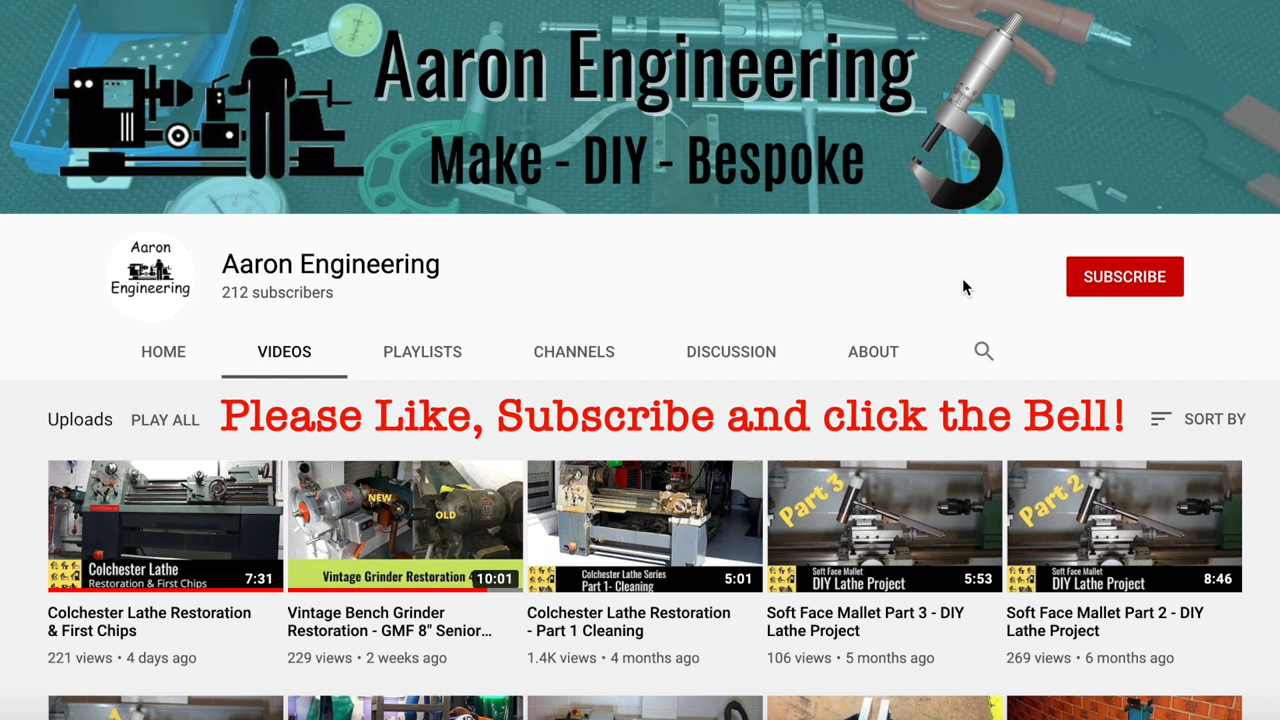 Aaron Engineering
Make - DIY - Bespoke
Aaron
Engineering
Aaron Engineering
212 subscribers
SUBSCRIBE
HOME VIDEOS PLAYLISTS CHANNELS DISCUSSION ABOUT
Uploads PLAY ALL Please Like, Subscribe and click the Bell! SORT BY
Colchester Lathe
Restoration & First Chips
7:31
NEW
OLD
Vintage Grinder Restoration
10:01
Colchester Lathe Series
Part 1- Cleaning
5:01
Part 3
Soft Face Mallet
DIY Lathe Project
5:53
Part 2
Soft Face Mallet
DIY Lathe Project
8:46
Colchester Lathe Restoration
& First Chips
221 views • 4 days ago
Vintage Bench Grinder
Restoration - GMF 8" Senior...
229 views • 2 weeks ago
Colchester Lathe Restoration
- Part 1 Cleaning
1.4K views • 4 months ago
Soft Face Mallet Part 3 - DIY
Lathe Project
106 views • 5 months ago
Soft Face Mallet Part 2 - DIY
Lathe Project
269 views • 6 months ago